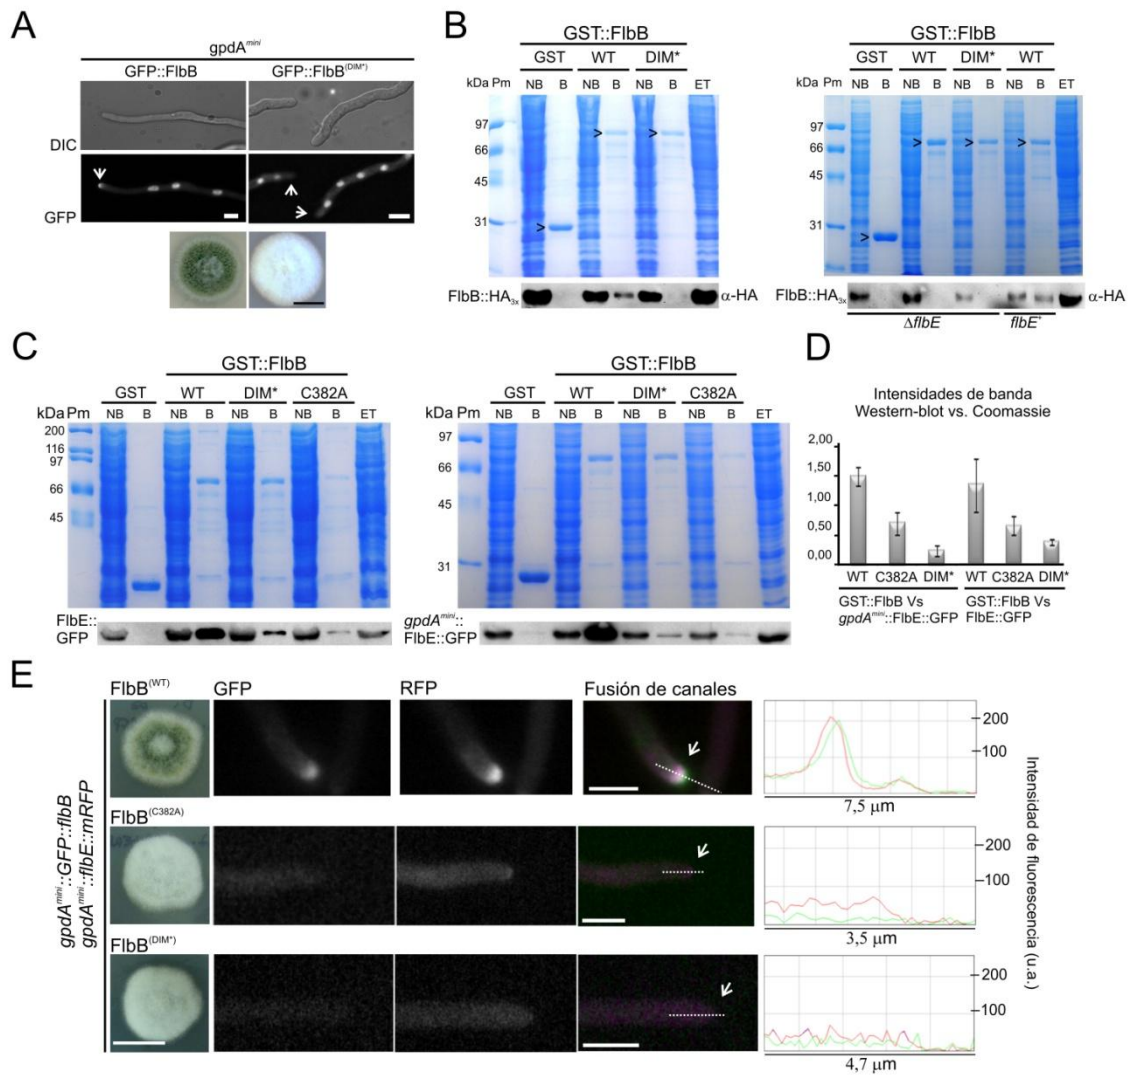 A
gpdA^mini
GFP::FlbB GFP::FlbB^(DIM*)
DIC
GFP
B
GST::FlbB
GST WT DIM*
kDa Pm NB B NB B NB B ET
97
66
45
31
FlbB::HA3x α-HA
GST::FlbB
GST WT DIM* WT
kDa Pm NB B NB B NB B NB B ET
97
66
45
31
FlbB::HA3x α-HA
ΔflbE flbE⁺
C
GST::FlbB
GST WT DIM* C382A
kDa Pm NB B NB B NB B NB B ET
200
116
97
66
45
FlbE::
GFP
GST::FlbB
GST WT DIM* C382A
kDa Pm NB B NB B NB B NB B ET
97
66
45
31
gpdA^mini::
FlbE::GFP
D
Intensidades de banda
Western-blot vs. Coomassie
2,00
1,50
1,00
0,50
0,00
WT C382A DIM* WT C382A DIM*
GST::FlbB Vs
gpdA^mini::FlbE::GFP
GST::FlbB Vs
FlbE::GFP
E
gpdA^mini::GFP::flbB
gpdA^mini::flbE::mRFP
FlbB^(WT) GFP RFP Fusión de canales
200
100
7,5 µm
FlbB^(C382A)
200
100
3,5 µm
FlbB^(DIM*)
200
100
4,7 µm
Intensidad de fluorescencia (u.a.)